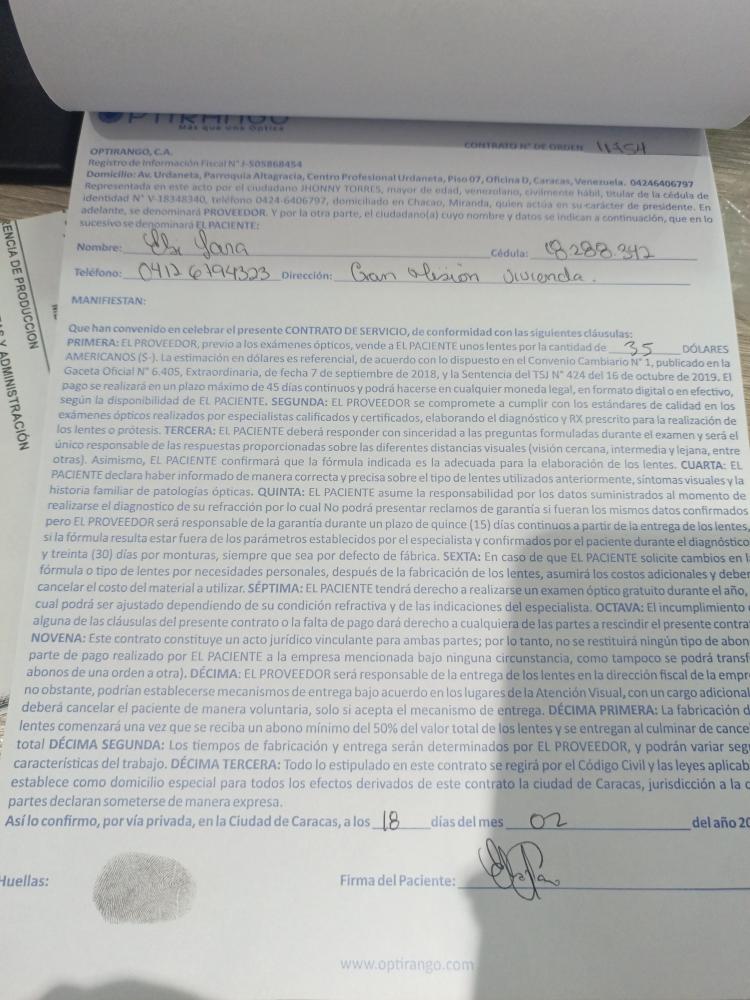 OPTIRANGO
Más que una Óptica
CONTRATO N° DE ORDEN 11454
OPTIRANGO, C.A.
Registro de Información Fiscal N° J-505868454
Domicilio: Av. Urdaneta, Parroquia Altagracia, Centro Profesional Urdaneta, Piso 07, Oficina D, Caracas, Venezuela. 04246406797
Representada en este acto por el ciudadano JHONNY TORRES, mayor de edad, venezolano, civilmente hábil, titular de la cédula de
identidad N° V-18348340, teléfono 0424-6406797, domiciliado en Chacao, Miranda, quien actúa en su carácter de presidente. En
adelante, se denominará PROVEEDOR. Y por la otra parte, el ciudadano(a) cuyo nombre y datos se indican a continuación, que en lo
sucesivo se denominará EL PACIENTE:
Nombre: Elsi Jara Cédula: 18.288.342
Teléfono: 0412 6794323 Dirección: Gran Misión vivienda.
MANIFIESTAN:
Que han convenido en celebrar el presente CONTRATO DE SERVICIO, de conformidad con las siguientes cláusulas:
PRIMERA: EL PROVEEDOR, previo a los exámenes ópticos, vende a EL PACIENTE unos lentes por la cantidad de 35 DÓLARES
AMERICANOS (S-). La estimación en dólares es referencial, de acuerdo con lo dispuesto en el Convenio Cambiario N° 1, publicado en la
Gaceta Oficial N° 6.405, Extraordinaria, de fecha 7 de septiembre de 2018, y la Sentencia del TSJ N° 424 del 16 de octubre de 2019. El
pago se realizará en un plazo máximo de 45 días continuos y podrá hacerse en cualquier moneda legal, en formato digital o en efectivo,
según la disponibilidad de EL PACIENTE. SEGUNDA: EL PROVEEDOR se compromete a cumplir con los estándares de calidad en los
exámenes ópticos realizados por especialistas calificados y certificados, elaborando el diagnóstico y RX prescrito para la realización de
los lentes o prótesis. TERCERA: EL PACIENTE deberá responder con sinceridad a las preguntas formuladas durante el examen y será el
único responsable de las respuestas proporcionadas sobre las diferentes distancias visuales (visión cercana, intermedia y lejana, entre
otras). Asimismo, EL PACIENTE confirmará que la fórmula indicada es la adecuada para la elaboración de los lentes. CUARTA: EL
PACIENTE declara haber informado de manera correcta y precisa sobre el tipo de lentes utilizados anteriormente, síntomas visuales y la
historia familiar de patologías ópticas. QUINTA: EL PACIENTE asume la responsabilidad por los datos suministrados al momento de
realizarse el diagnostico de su refracción por lo cual No podrá presentar reclamos de garantía si fueran los mismos datos confirmados
pero EL PROVEEDOR será responsable de la garantía durante un plazo de quince (15) días continuos a partir de la entrega de los lentes,
si la fórmula resulta estar fuera de los parámetros establecidos por el especialista y confirmados por el paciente durante el diagnóstico
y treinta (30) días por monturas, siempre que sea por defecto de fábrica. SEXTA: En caso de que EL PACIENTE solicite cambios en l
fórmula o tipo de lentes por necesidades personales, después de la fabricación de los lentes, asumirá los costos adicionales y deber
cancelar el costo del material a utilizar. SÉPTIMA: EL PACIENTE tendrá derecho a realizarse un examen óptico gratuito durante el año,
cual podrá ser ajustado dependiendo de su condición refractiva y de las indicaciones del especialista. OCTAVA: El incumplimiento
alguna de las cláusulas del presente contrato o la falta de pago dará derecho a cualquiera de las partes a rescindir el presente contra
NOVENA: Este contrato constituye un acto jurídico vinculante para ambas partes; por lo tanto, no se restituirá ningún tipo de abon
parte de pago realizado por EL PACIENTE a la empresa mencionada bajo ninguna circunstancia, como tampoco se podrá transf
abonos de una orden a otra). DÉCIMA: EL PROVEEDOR será responsable de la entrega de los lentes en la dirección fiscal de la empr
no obstante, podrían establecerse mecanismos de entrega bajo acuerdo en los lugares de la Atención Visual, con un cargo adicional
deberá cancelar el paciente de manera voluntaria, solo si acepta el mecanismo de entrega. DÉCIMA PRIMERA: La fabricación d
lentes comenzará una vez que se reciba un abono mínimo del 50% del valor total de los lentes y se entregan al culminar de cance
total DÉCIMA SEGUNDA: Los tiempos de fabricación y entrega serán determinados por EL PROVEEDOR, y podrán variar segú
características del trabajo. DÉCIMA TERCERA: Todo lo estipulado en este contrato se regirá por el Código Civil y las leyes aplicab
establece como domicilio especial para todos los efectos derivados de este contrato la ciudad de Caracas, jurisdicción a la c
partes declaran someterse de manera expresa.
Así lo confirmo, por vía privada, en la Ciudad de Caracas, a los 18 días del mes 02 del año 20
Huellas: Firma del Paciente:
www.optirango.com
ENCIA DE PRODUCCION
Y ADMINISTRACIÓN